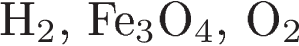 H₂, Fe₃O₄, O₂